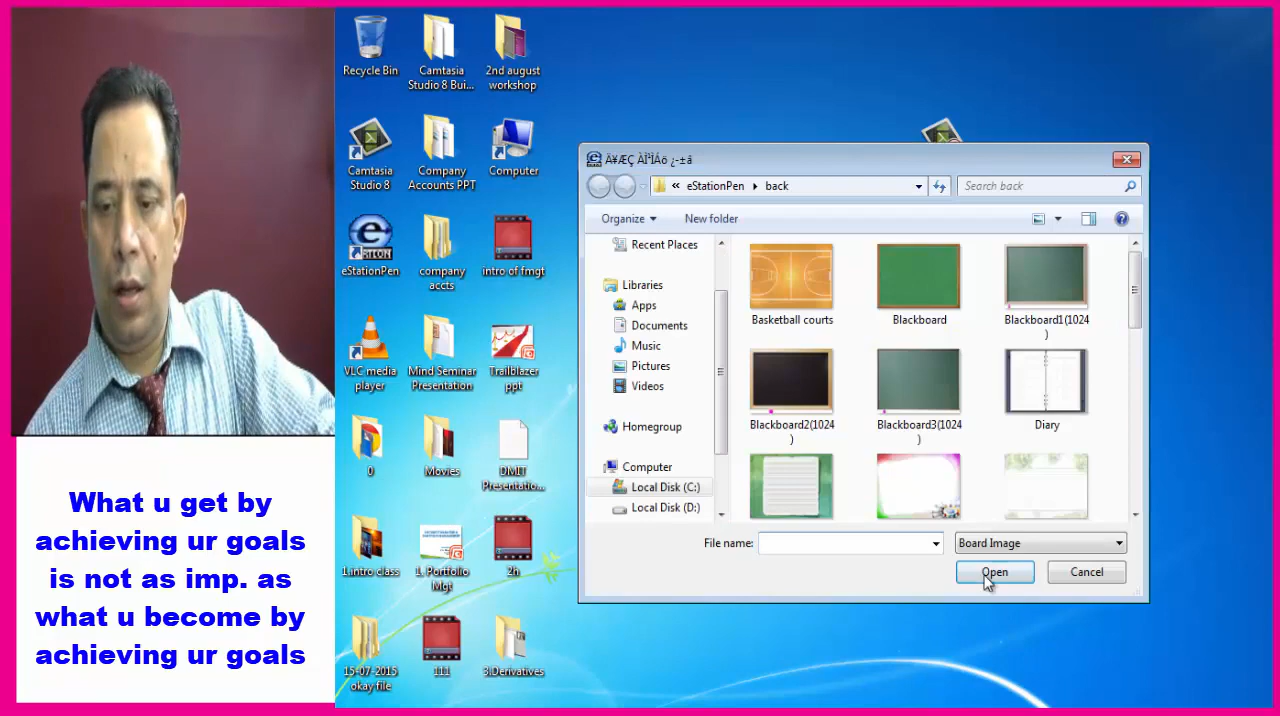 Recycle Bin
Camtasia
Studio 8 Bui...
2nd august
workshop
Camtasia
Studio 8
Company
Accounts PPT
Computer
eStationPen
company
accts
intro of fmgt
VLC media
player
Mind Seminar
Presentation
Trailblazer
ppt
0
Movies
DMIT
Presentatio...
1.intro class
1. Portfolio
Mgt
2h
15-07-2015
okay file
111
3.Derivatives
What u get by
achieving ur goals
is not as imp. as
what u become by
achieving ur goals
Ä¥ÆÇ ÀÌ¹ÌÁö ¿­±â
« eStationPen back
Search back
Organize
New folder
Recent Places
Libraries
Apps
Documents
Music
Pictures
Videos
Homegroup
Computer
Local Disk (C:)
Local Disk (D:)
Basketball courts
Blackboard
Blackboard1(1024
)
Blackboard2(1024
)
Blackboard3(1024
)
Diary
File name:
Board Image
Open
Cancel